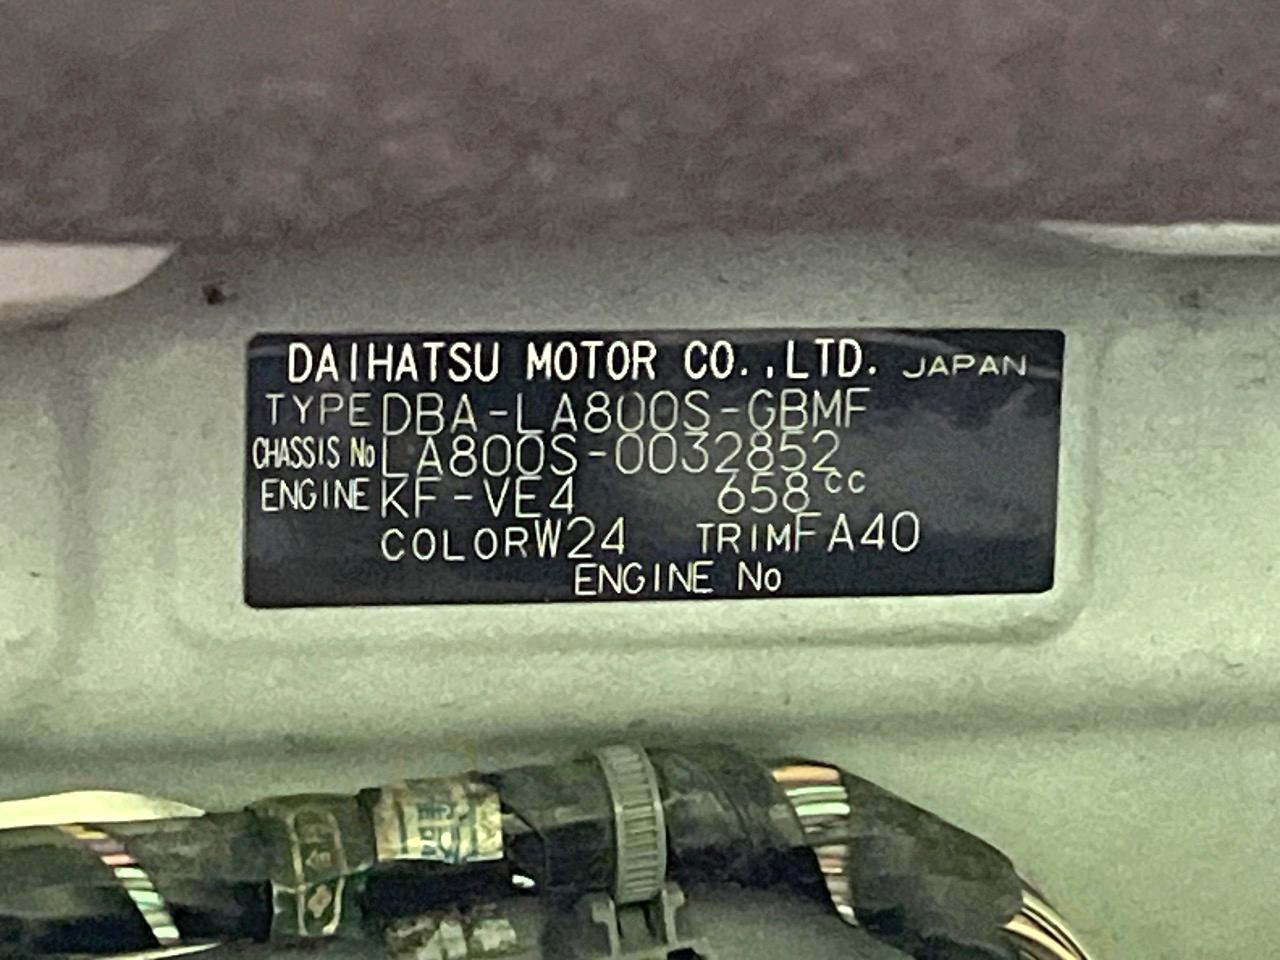 DAIHATSU MOTOR CO.,LTD. JAPAN
TYPE DBA-LA800S-GBMF
CHASSIS No LA800S-0032852
ENGINE KF-VE4 658cc
COLOR W24 TRIM FA40
ENGINE No